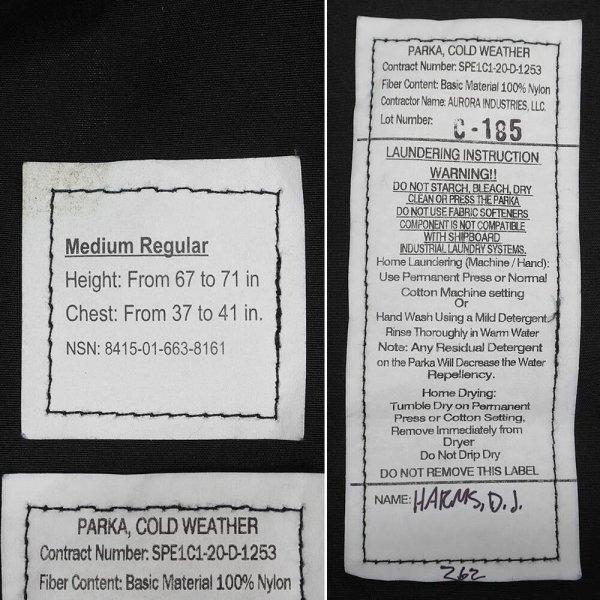 Medium Regular
Height: From 67 to 71 in
Chest: From 37 to 41 in.
NSN: 8415-01-663-8161
PARKA, COLD WEATHER
Contract Number: SPE1C1-20-D-1253
Fiber Content: Basic Material 100% Nylon
PARKA, COLD WEATHER
Contract Number: SPE1C1-20-D-1253
Fiber Content: Basic Material 100% Nylon
Contractor Name: AURORA INDUSTRIES, LLC.
Lot Number: C-185
LAUNDERING INSTRUCTION
WARNING!!
DO NOT STARCH, BLEACH, DRY
CLEAN OR PRESS THE PARKA
DO NOT USE FABRIC SOFTENERS
COMPONENT IS NOT COMPATIBLE
WITH SHIPBOARD
INDUSTRIAL LAUNDRY SYSTEMS.
Home Laundering (Machine / Hand):
Use Permanent Press or Normal
Cotton Machine setting
Or
Hand Wash Using a Mild Detergent.
Rinse Thoroughly in Warm Water
Note: Any Residual Detergent
on the Parka Will Decrease the Water
Repellency.
Home Drying:
Tumble Dry on Permanent
Press or Cotton Setting,
Remove Immediately from
Dryer
Do Not Drip Dry
DO NOT REMOVE THIS LABEL
NAME: HARMS, D.J.
262